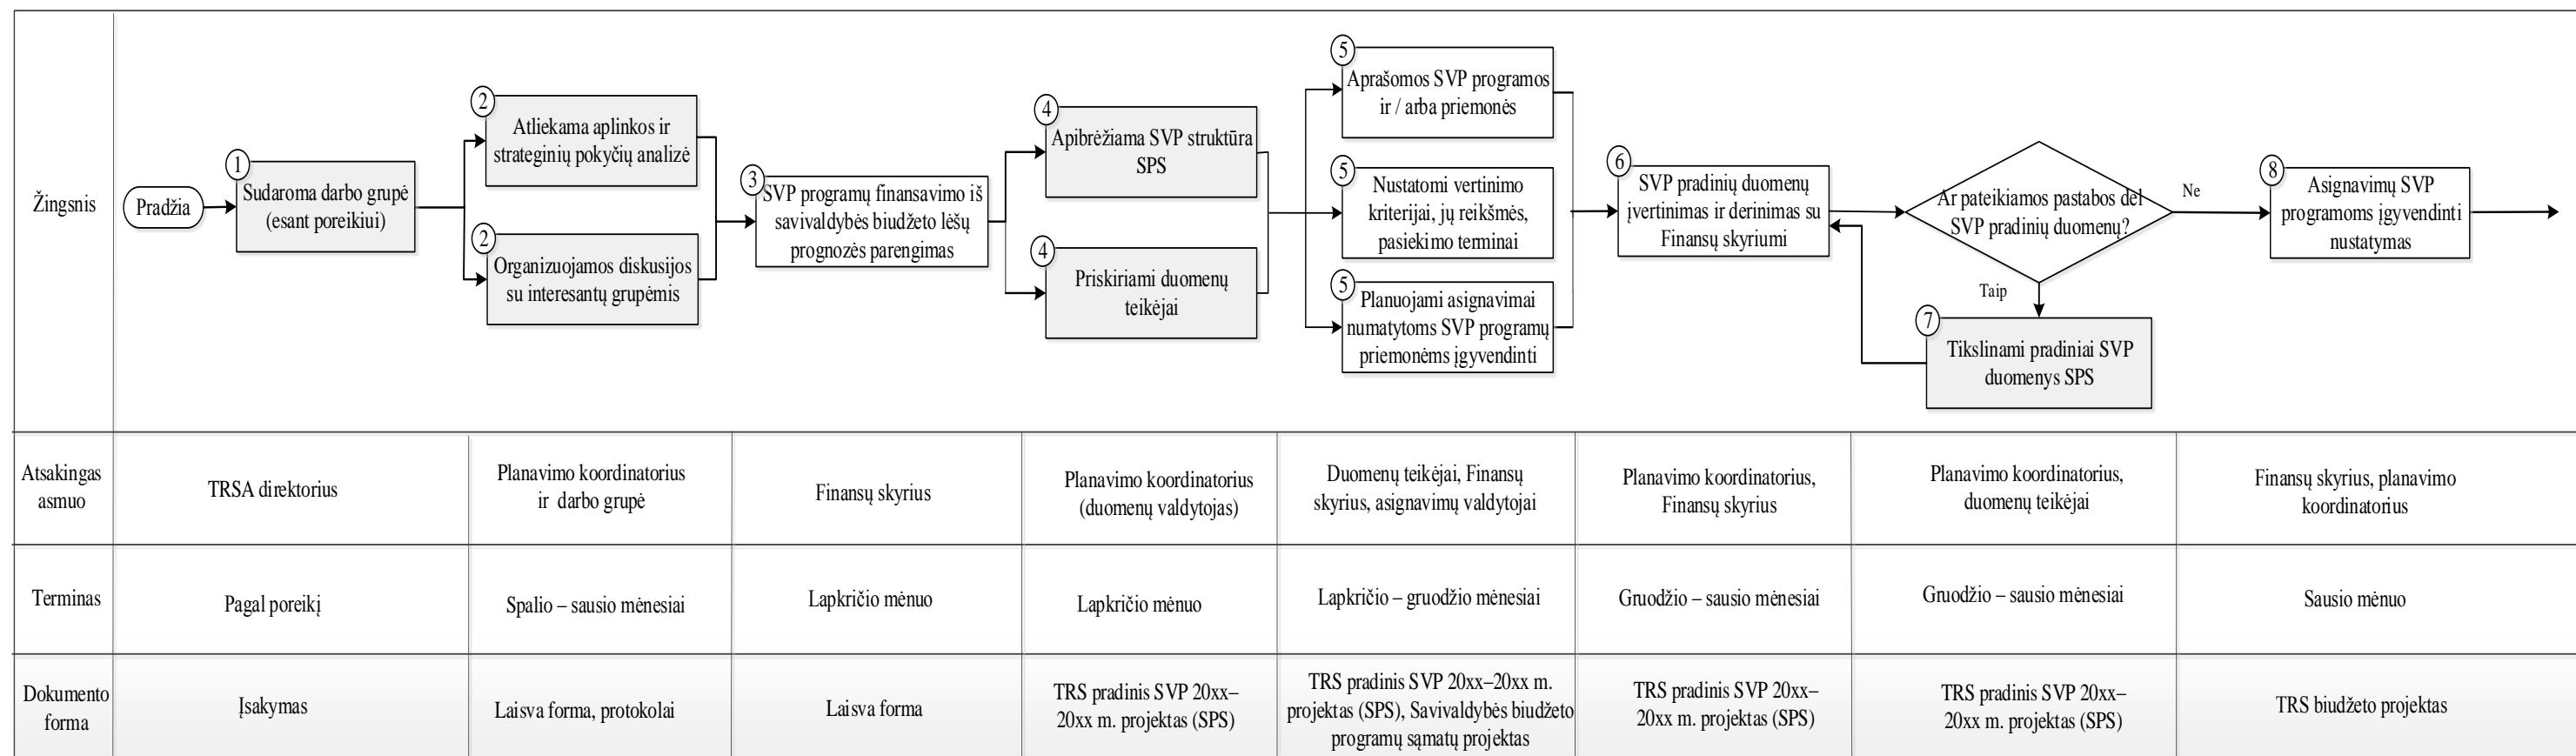 Žingsnis
Pradžia
1
Sudaroma darbo grupė
(esant poreikiui)
2
Atliekama aplinkos ir
strateginių pokyčių analizė
2
Organizuojamos diskusijos
su interesantų grupėmis
3
SVP programų finansavimo iš
savivaldybės biudžeto lėšų
prognozės parengimas
4
Apibrėžiama SVP struktūra
SPS
4
Priskiriami duomenų
teikėjai
5
Aprašomos SVP programos
ir / arba priemonės
5
Nustatomi vertinimo
kriterijai, jų reikšmės,
pasiekimo terminai
5
Planuojami asignavimai
numatytoms SVP programų
priemonėms įgyvendinti
6
SVP pradinių duomenų
įvertinimas ir derinimas su
Finansų skyriumi
Ar pateikiamos pastabos dėl
SVP pradinių duomenų?
Ne
Taip
7
Tikslinami pradiniai SVP
duomenys SPS
8
Asignavimų SVP
programoms įgyvendinti
nustatymas
Atsakingas
asmuo
TRSA direktorius
Planavimo koordinatorius
ir darbo grupė
Finansų skyrius
Planavimo koordinatorius
(duomenų valdytojas)
Duomenų teikėjai, Finansų
skyrius, asignavimų valdytojai
Planavimo koordinatorius,
Finansų skyrius
Planavimo koordinatorius,
duomenų teikėjai
Finansų skyrius, planavimo
koordinatorius
Terminas
Pagal poreikį
Spalio – sausio mėnesiai
Lapkričio mėnuo
Lapkričio mėnuo
Lapkričio – gruodžio mėnesiai
Gruodžio – sausio mėnesiai
Gruodžio – sausio mėnesiai
Sausio mėnuo
Dokumento
forma
Įsakymas
Laisva forma, protokolai
Laisva forma
TRS pradinis SVP 20xx–
20xx m. projektas (SPS)
TRS pradinis SVP 20xx–20xx m.
projektas (SPS), Savivaldybės biudžeto
programų sąmatų projektas
TRS pradinis SVP 20xx–
20xx m. projektas (SPS)
TRS pradinis SVP 20xx–
20xx m. projektas (SPS)
TRS biudžeto projektas